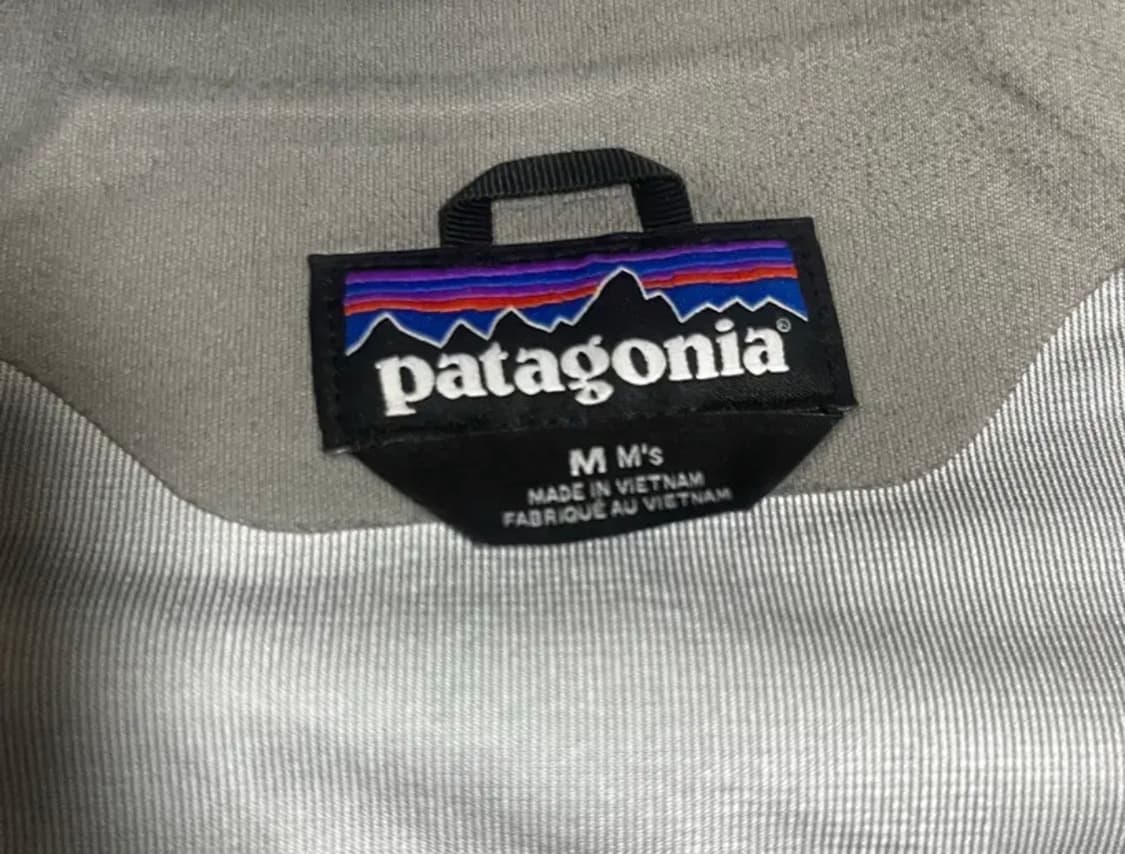 patagonia®
M M's
MADE IN VIETNAM
FABRIQUÉ AU VIETNAM